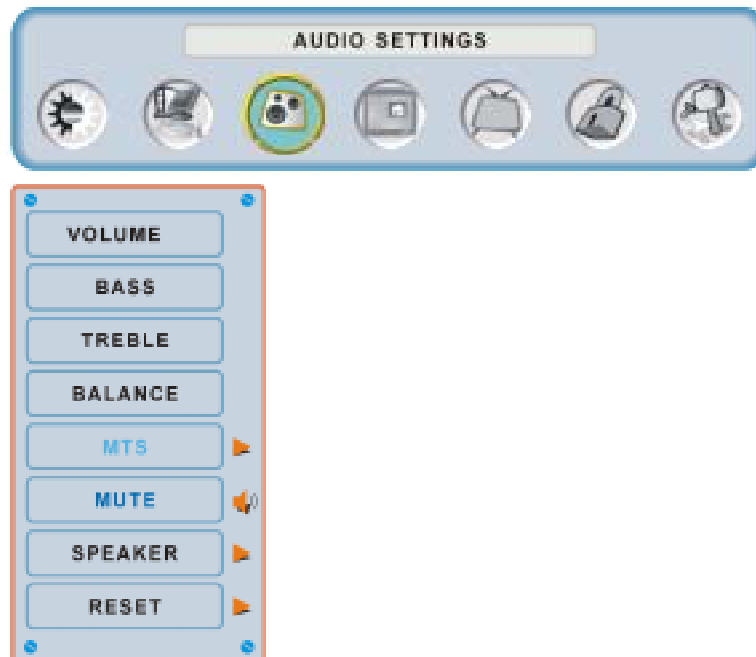 AUDIO SETTINGS
VOLUME
BASS
TREBLE
BALANCE
MTS
MUTE
SPEAKER
RESET